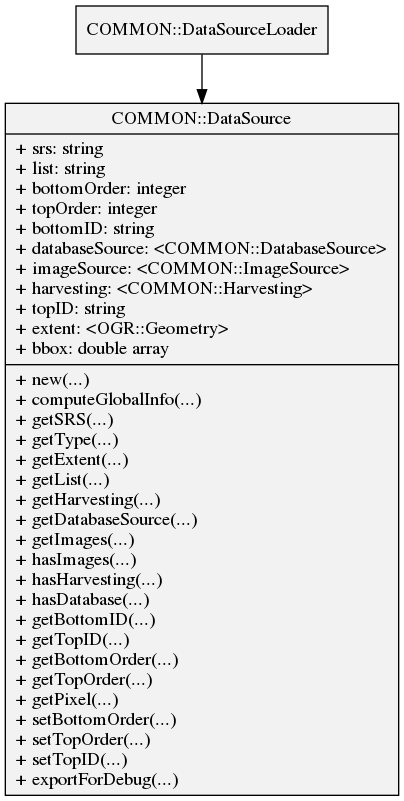 COMMON::DataSourceLoader
COMMON::DataSource
+ srs: string
+ list: string
+ bottomOrder: integer
+ topOrder: integer
+ bottomID: string
+ databaseSource: <COMMON::DatabaseSource>
+ imageSource: <COMMON::ImageSource>
+ harvesting: <COMMON::Harvesting>
+ topID: string
+ extent: <OGR::Geometry>
+ bbox: double array
+ new(...)
+ computeGlobalInfo(...)
+ getSRS(...)
+ getType(...)
+ getExtent(...)
+ getList(...)
+ getHarvesting(...)
+ getDatabaseSource(...)
+ getImages(...)
+ hasImages(...)
+ hasHarvesting(...)
+ hasDatabase(...)
+ getBottomID(...)
+ getTopID(...)
+ getBottomOrder(...)
+ getTopOrder(...)
+ getPixel(...)
+ setBottomOrder(...)
+ setTopOrder(...)
+ setTopID(...)
+ exportForDebug(...)